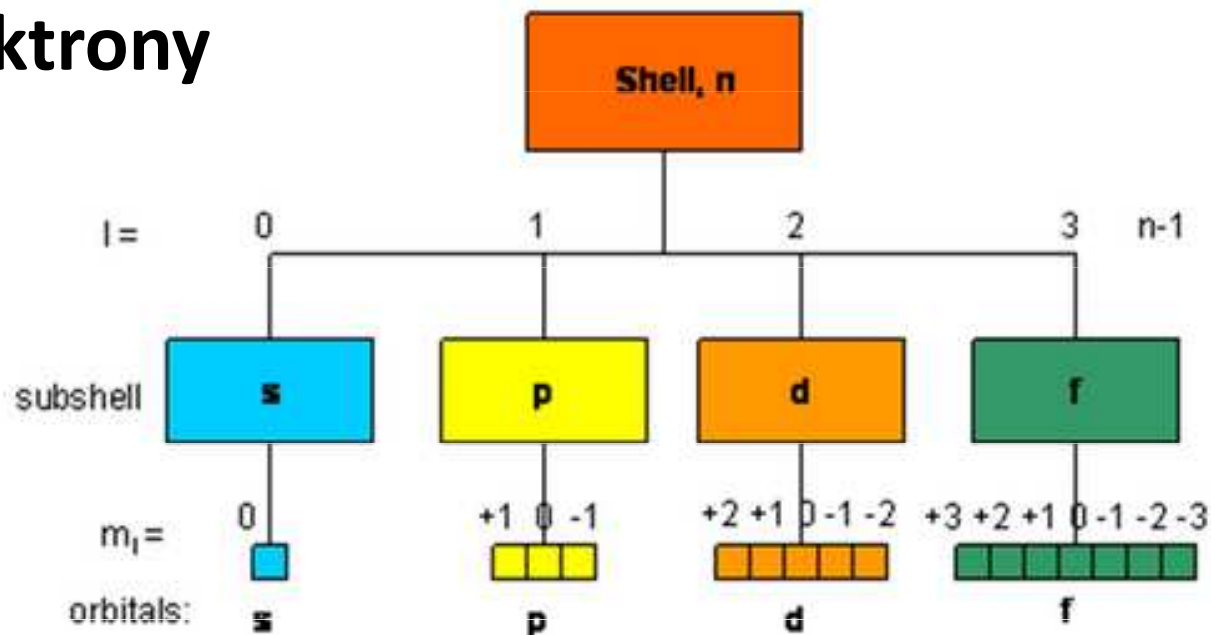 ktrony
Shell, n
l = 0 1 2 3 n-1
subshell s p d f
m_l = 0 +1 0 -1 +2 +1 0 -1 -2 +3 +2 +1 0 -1 -2 -3
orbitals: s p d f